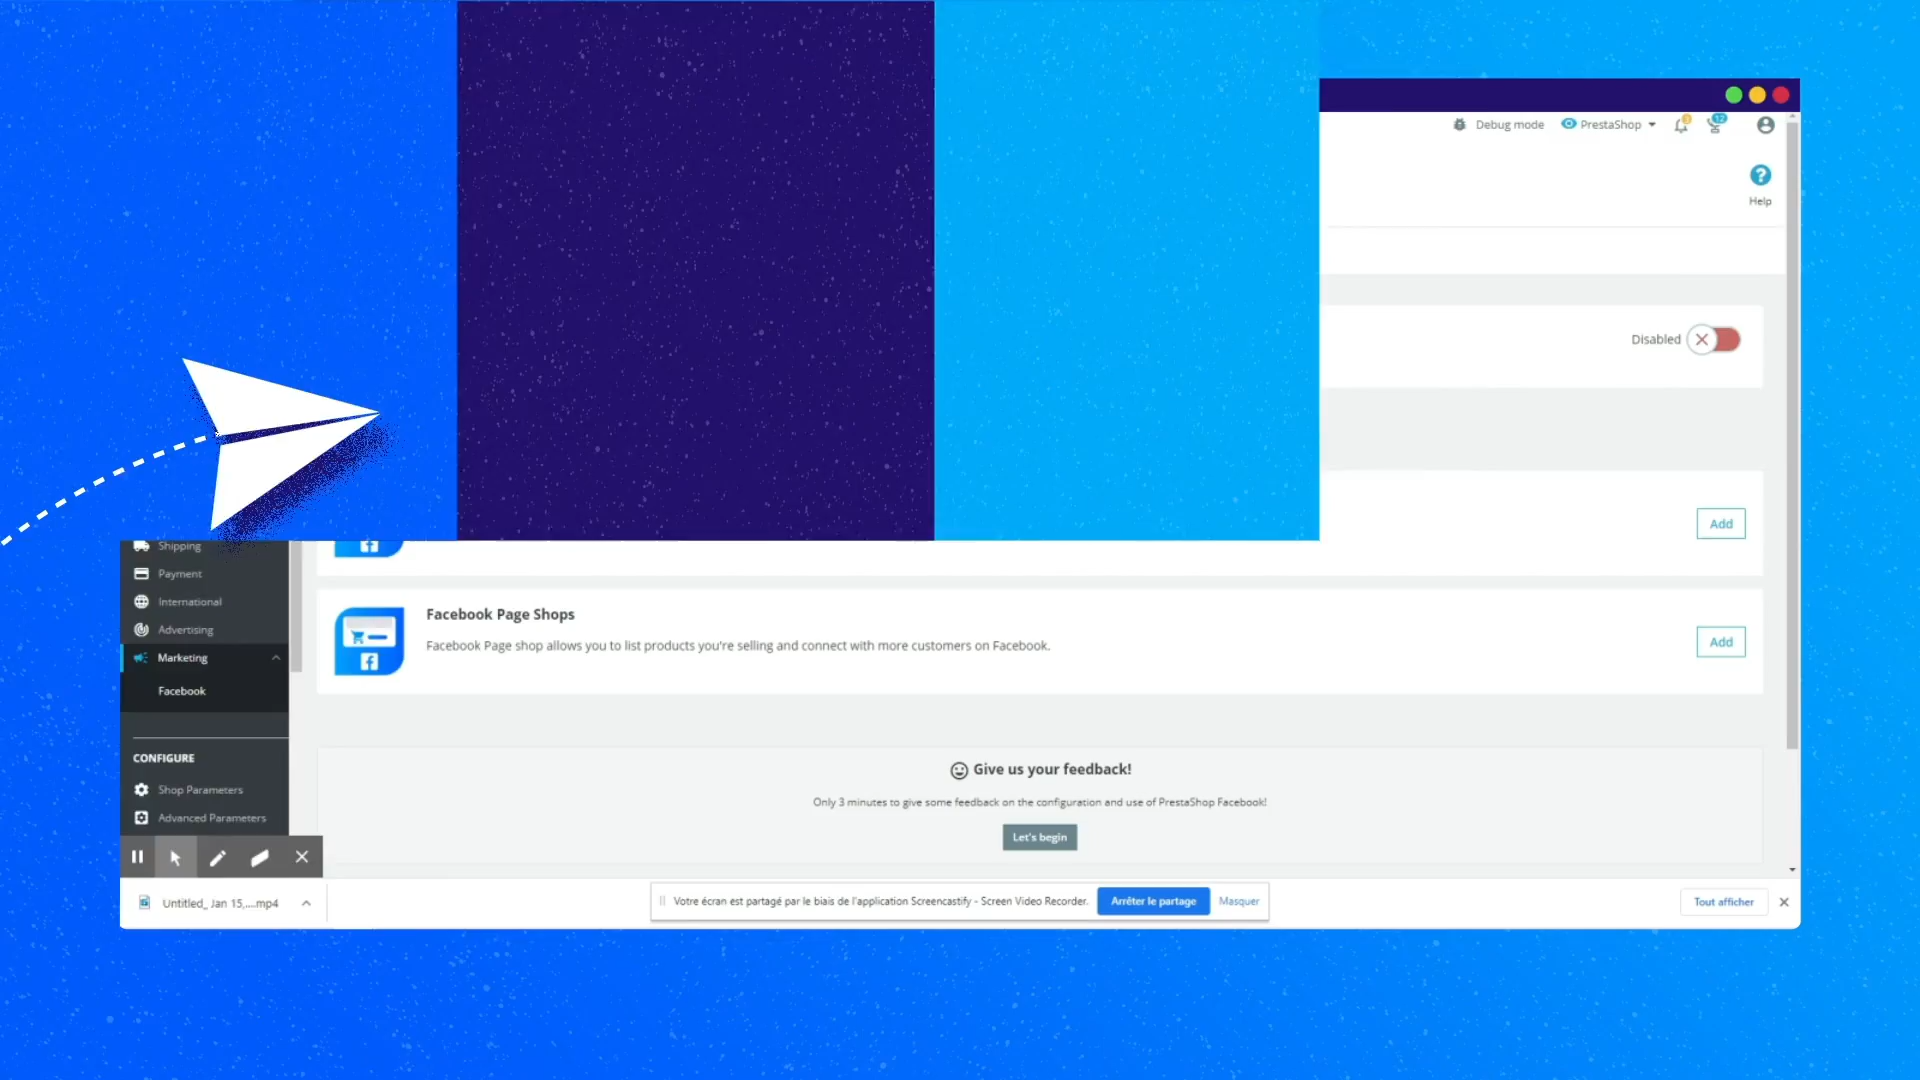 Debug mode
PrestaShop
3
12
Help
Disabled
Add
Shipping
Payment
International
Advertising
Marketing
Facebook
Facebook Page Shops
Facebook Page shop allows you to list products you're selling and connect with more customers on Facebook.
Add
CONFIGURE
Shop Parameters
Advanced Parameters
Give us your feedback!
Only 3 minutes to give some feedback on the configuration and use of PrestaShop Facebook!
Let's begin
Untitled_ Jan 15,....mp4
Votre écran est partagé par le biais de l'application Screencastify - Screen Video Recorder.
Arrêter le partage
Masquer
Tout afficher